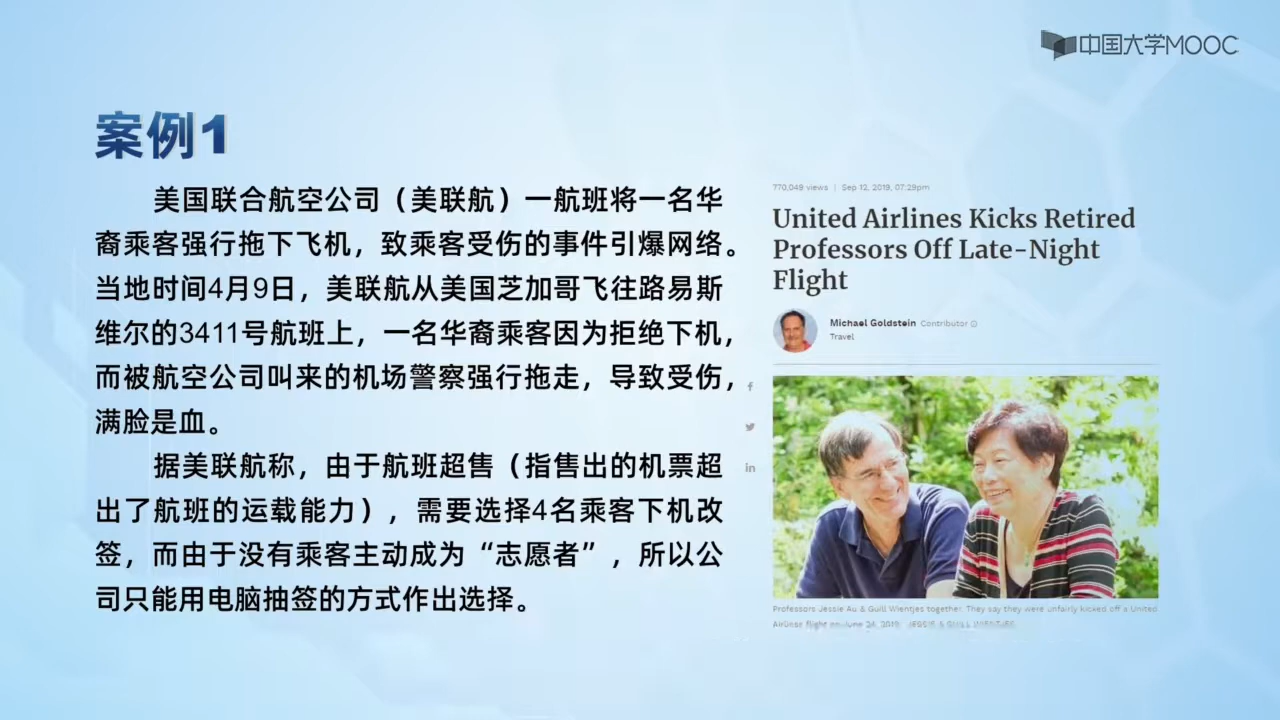 中国大学MOOC
案例1
美国联合航空公司（美联航）一航班将一名华
裔乘客强行拖下飞机，致乘客受伤的事件引爆网络。
当地时间4月9日，美联航从美国芝加哥飞往路易斯
维尔的3411号航班上，一名华裔乘客因为拒绝下机，
而被航空公司叫来的机场警察强行拖走，导致受伤，
满脸是血。
据美联航称，由于航班超售（指售出的机票超
出了航班的运载能力），需要选择4名乘客下机改
签，而由于没有乘客主动成为“志愿者”，所以公
司只能用电脑抽签的方式作出选择。
770,049 views | Sep 12, 2019, 07:29pm
United Airlines Kicks Retired
Professors Off Late-Night
Flight
Michael Goldstein Contributor
Travel
f
in
Professors Jessie Au & Guill Wientjes together. They say they were unfairly kicked off a United
Airlines flight on June 24, 2019. JESSIE & GUILL WIENTJES